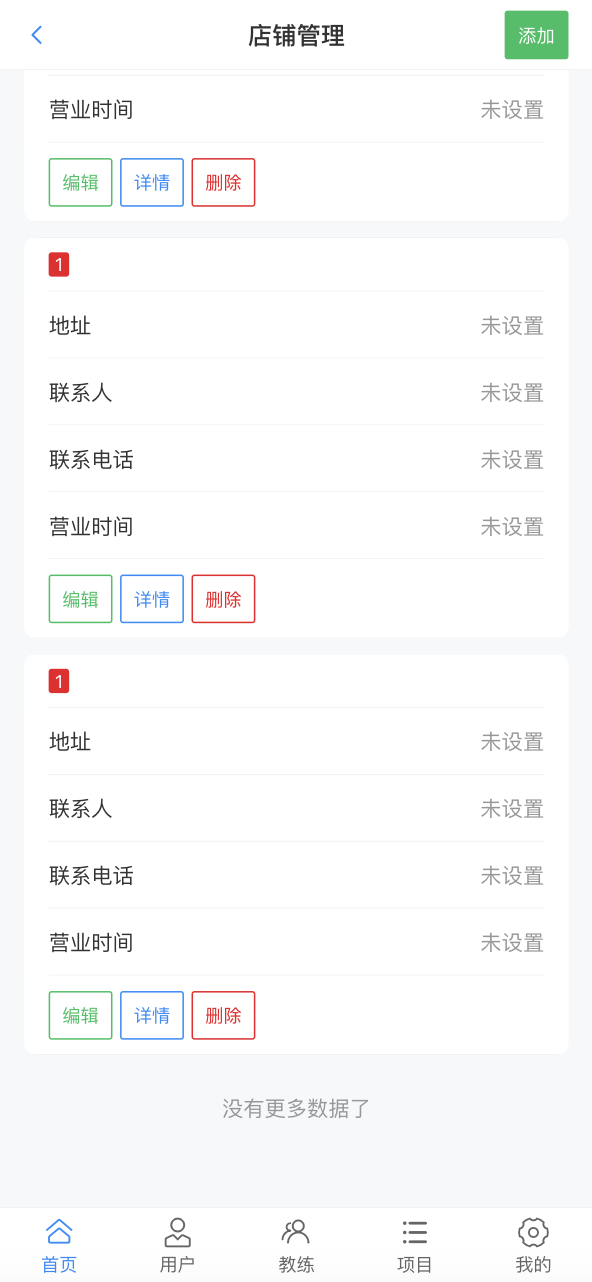 店铺管理
添加
营业时间 未设置
编辑 详情 删除
1
地址 未设置
联系人 未设置
联系电话 未设置
营业时间 未设置
编辑 详情 删除
1
地址 未设置
联系人 未设置
联系电话 未设置
营业时间 未设置
编辑 详情 删除
没有更多数据了
首页 用户 教练 项目 我的